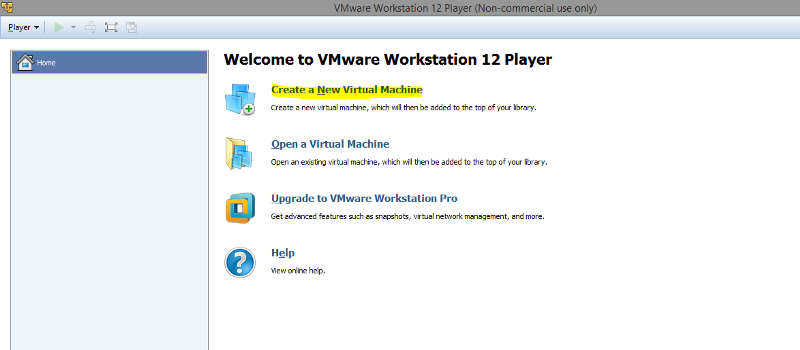 VMware Workstation 12 Player (Non-commercial use only)
Player
Home
Welcome to VMware Workstation 12 Player
Create a New Virtual Machine
Create a new virtual machine, which will then be added to the top of your library.
Open a Virtual Machine
Open an existing virtual machine, which will then be added to the top of your library.
Upgrade to VMware Workstation Pro
Get advanced features such as snapshots, virtual network management, and more.
Help
View online help.